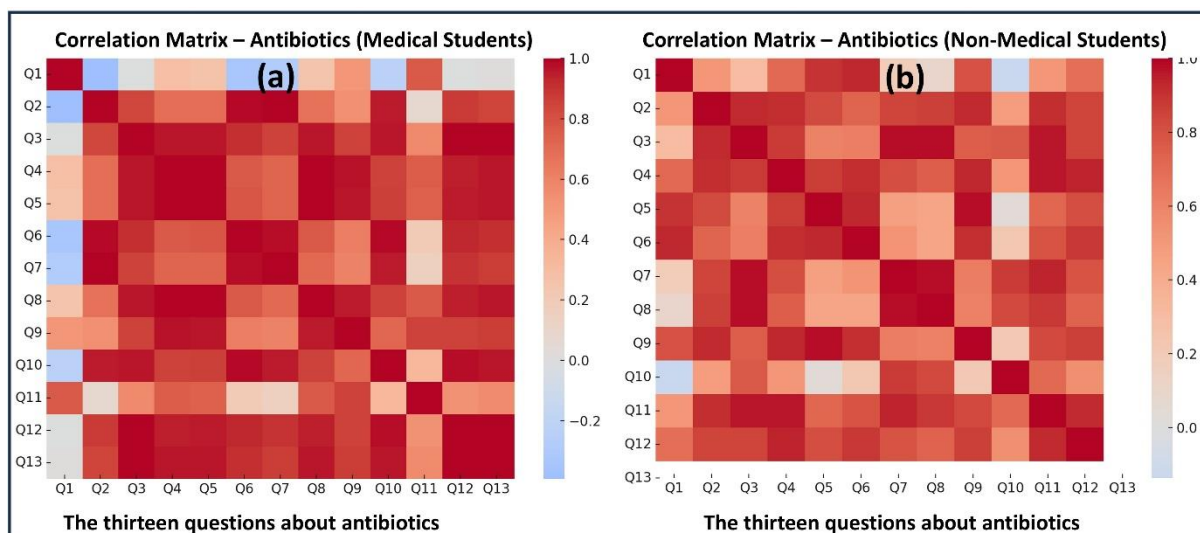 Correlation Matrix – Antibiotics (Medical Students)
(a)
Q1
Q2
Q3
Q4
Q5
Q6
Q7
Q8
Q9
Q10
Q11
Q12
Q13
Q1 Q2 Q3 Q4 Q5 Q6 Q7 Q8 Q9 Q10 Q11 Q12 Q13
1.0
0.8
0.6
0.4
0.2
0.0
−0.2
The thirteen questions about antibiotics
Correlation Matrix – Antibiotics (Non-Medical Students)
(b)
Q1
Q2
Q3
Q4
Q5
Q6
Q7
Q8
Q9
Q10
Q11
Q12
Q13
Q1 Q2 Q3 Q4 Q5 Q6 Q7 Q8 Q9 Q10 Q11 Q12 Q13
1.0
0.8
0.6
0.4
0.2
0.0
The thirteen questions about antibiotics